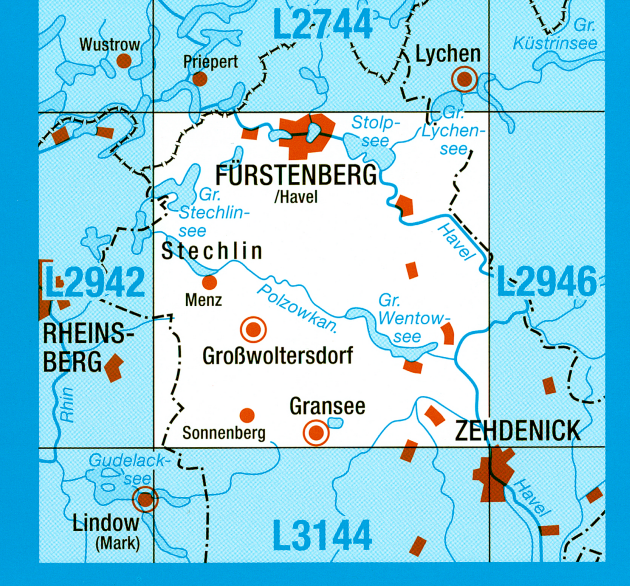 L2744
Wustrow
Priepert
Lychen
Gr.
Küstrinsee
Stolp-
see
Gr.
Lychen-
see
FÜRSTENBERG
/Havel
Gr.
Stechlin-
see
Stechlin
Havel
L2942
Menz
Polzowkan.
Gr.
Wentow-
see
L2946
RHEINS-
BERG
Großwoltersdorf
Rhin
Gransee
Sonnenberg
ZEHDENICK
Gudelack-
see
Havel
Lindow
(Mark)
L3144